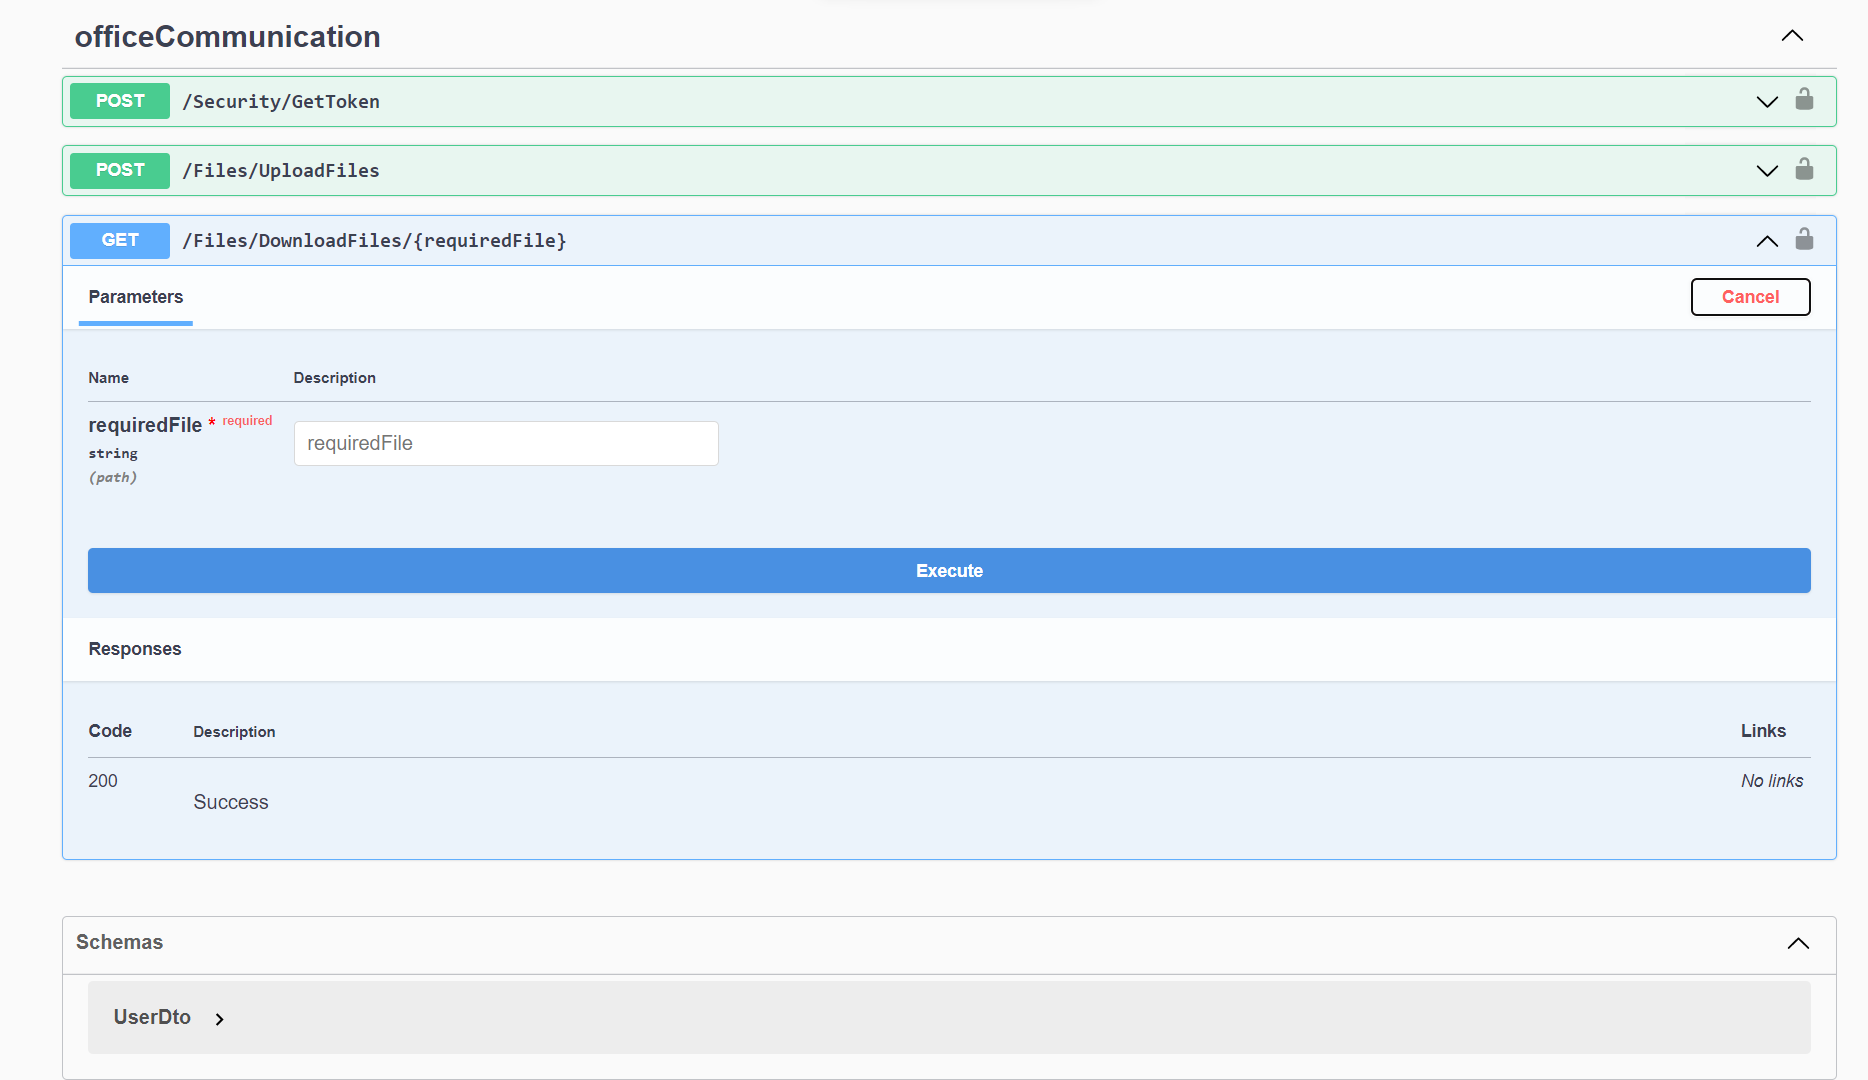 officeCommunication
POST /Security/GetToken
POST /Files/UploadFiles
GET /Files/DownloadFiles/{requiredFile}
Parameters Cancel
Name Description
requiredFile * required
requiredFile
string
(path)
Execute
Responses
Code Description Links
200 No links
Success
Schemas
UserDto